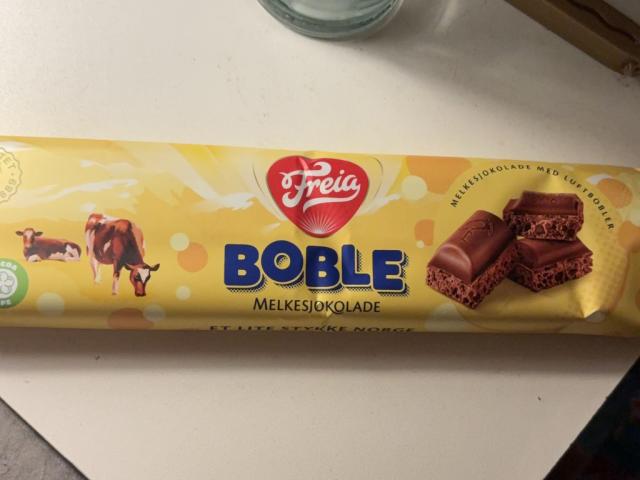 Freia
BOBLE
MELKESJOKOLADE
ET LITE STYKKE NORGE
MELKESJOKOLADE MED LUFTBOBLER